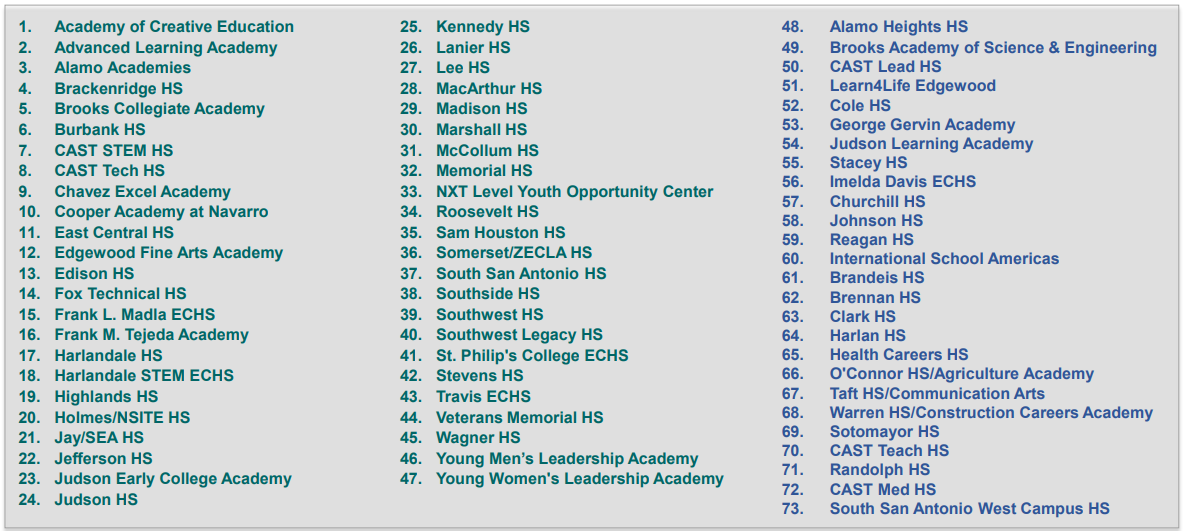 1. Academy of Creative Education
2. Advanced Learning Academy
3. Alamo Academies
4. Brackenridge HS
5. Brooks Collegiate Academy
6. Burbank HS
7. CAST STEM HS
8. CAST Tech HS
9. Chavez Excel Academy
10. Cooper Academy at Navarro
11. East Central HS
12. Edgewood Fine Arts Academy
13. Edison HS
14. Fox Technical HS
15. Frank L. Madla ECHS
16. Frank M. Tejeda Academy
17. Harlandale HS
18. Harlandale STEM ECHS
19. Highlands HS
20. Holmes/NSITE HS
21. Jay/SEA HS
22. Jefferson HS
23. Judson Early College Academy
24. Judson HS
25. Kennedy HS
26. Lanier HS
27. Lee HS
28. MacArthur HS
29. Madison HS
30. Marshall HS
31. McCollum HS
32. Memorial HS
33. NXT Level Youth Opportunity Center
34. Roosevelt HS
35. Sam Houston HS
36. Somerset/ZECLA HS
37. South San Antonio HS
38. Southside HS
39. Southwest HS
40. Southwest Legacy HS
41. St. Philip's College ECHS
42. Stevens HS
43. Travis ECHS
44. Veterans Memorial HS
45. Wagner HS
46. Young Men’s Leadership Academy
47. Young Women's Leadership Academy
48. Alamo Heights HS
49. Brooks Academy of Science & Engineering
50. CAST Lead HS
51. Learn4Life Edgewood
52. Cole HS
53. George Gervin Academy
54. Judson Learning Academy
55. Stacey HS
56. Imelda Davis ECHS
57. Churchill HS
58. Johnson HS
59. Reagan HS
60. International School Americas
61. Brandeis HS
62. Brennan HS
63. Clark HS
64. Harlan HS
65. Health Careers HS
66. O'Connor HS/Agriculture Academy
67. Taft HS/Communication Arts
68. Warren HS/Construction Careers Academy
69. Sotomayor HS
70. CAST Teach HS
71. Randolph HS
72. CAST Med HS
73. South San Antonio West Campus HS